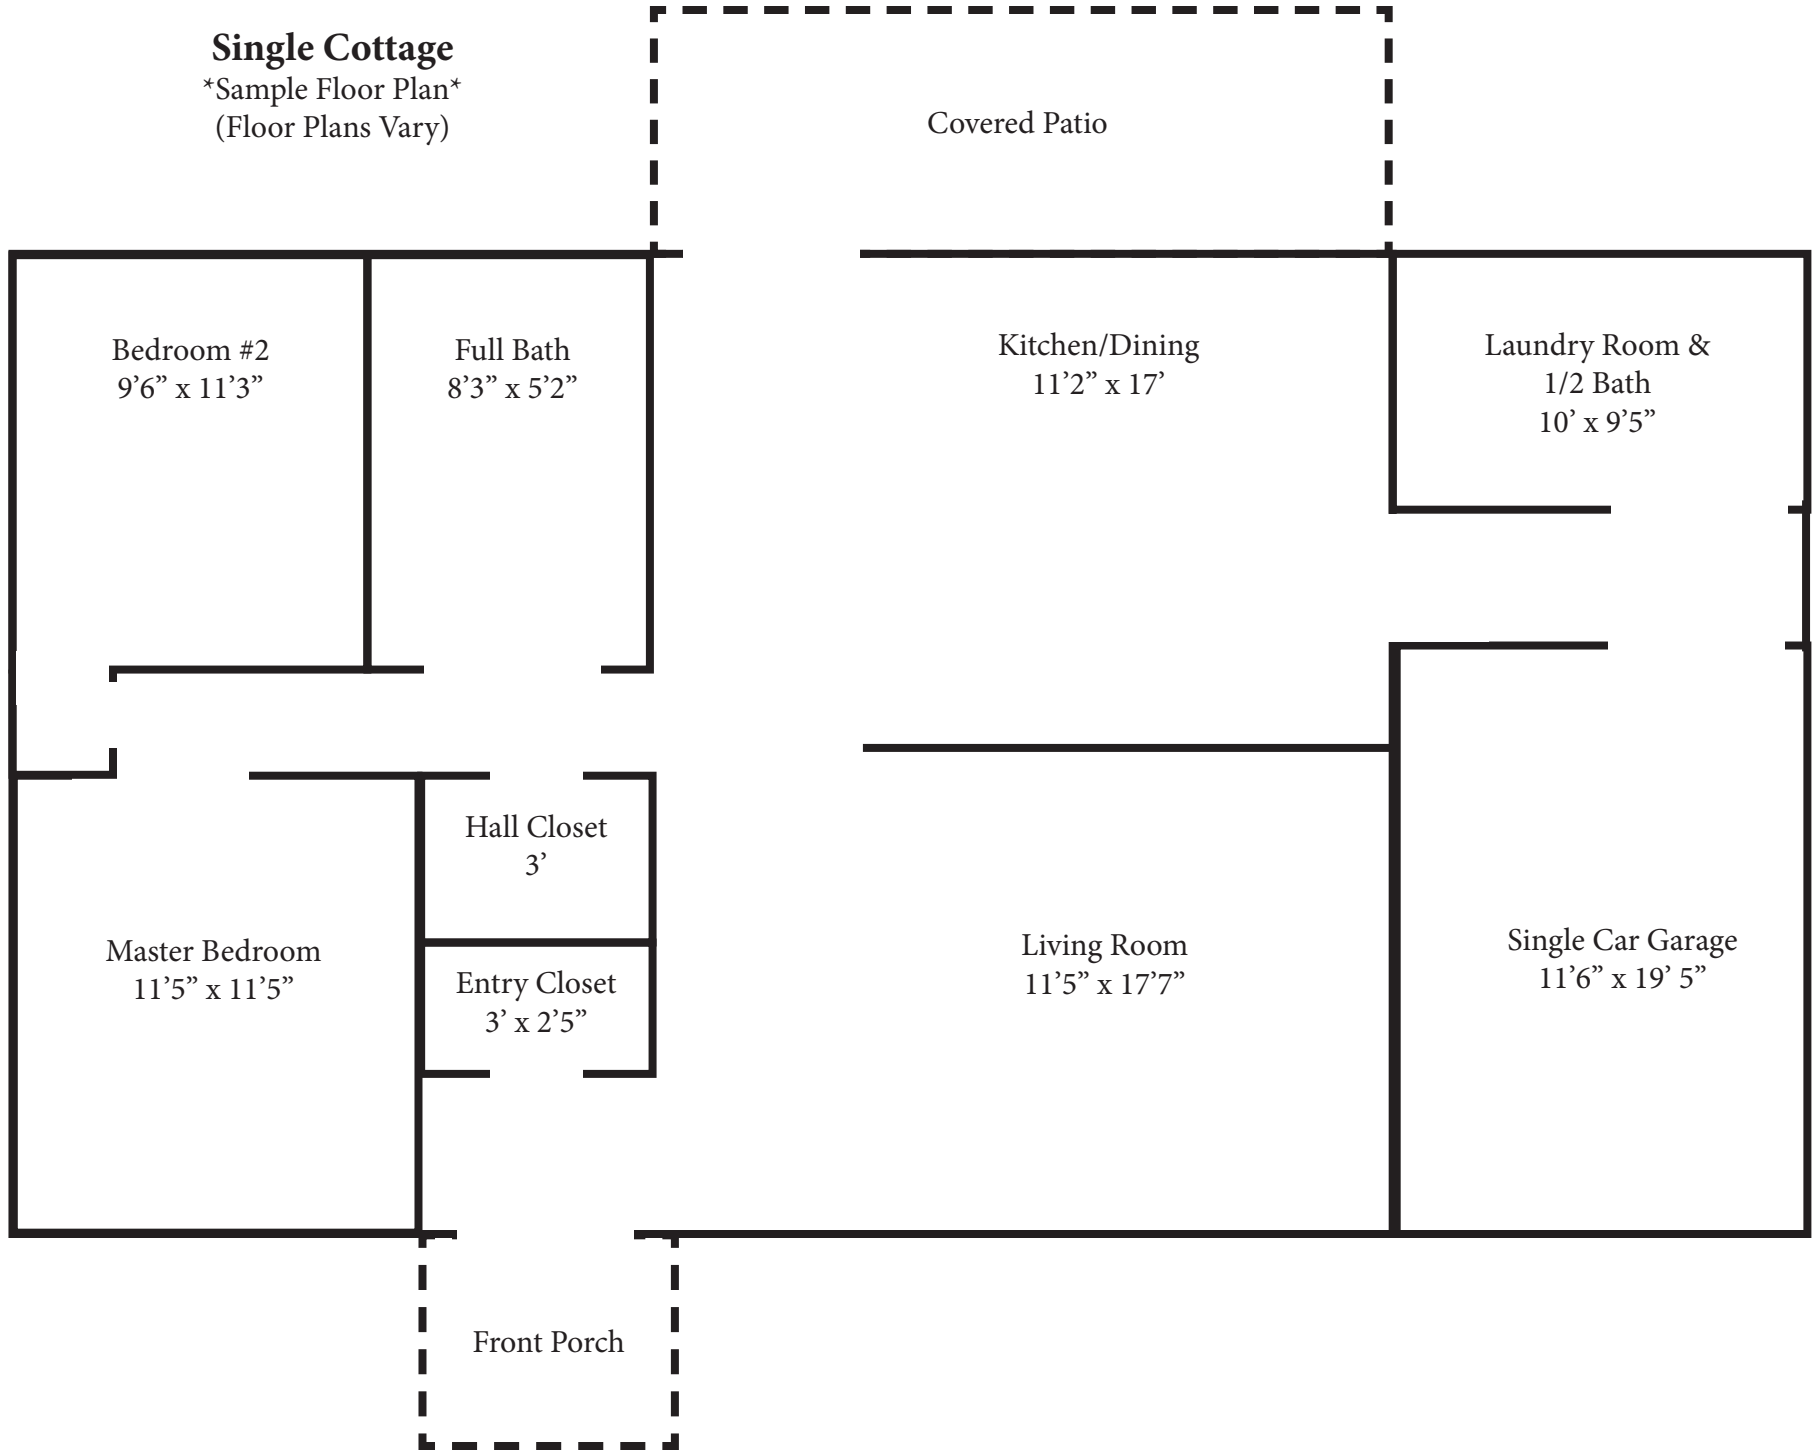 Single Cottage
*Sample Floor Plan*
(Floor Plans Vary)
Covered Patio
Bedroom #2
9’6” x 11’3”
Full Bath
8’3” x 5’2”
Kitchen/Dining
11’2” x 17’
Laundry Room &
1/2 Bath
10’ x 9’5”
Hall Closet
3’
Master Bedroom
11’5” x 11’5”
Entry Closet
3’ x 2’5”
Living Room
11’5” x 17’7”
Single Car Garage
11’6” x 19’ 5”
Front Porch